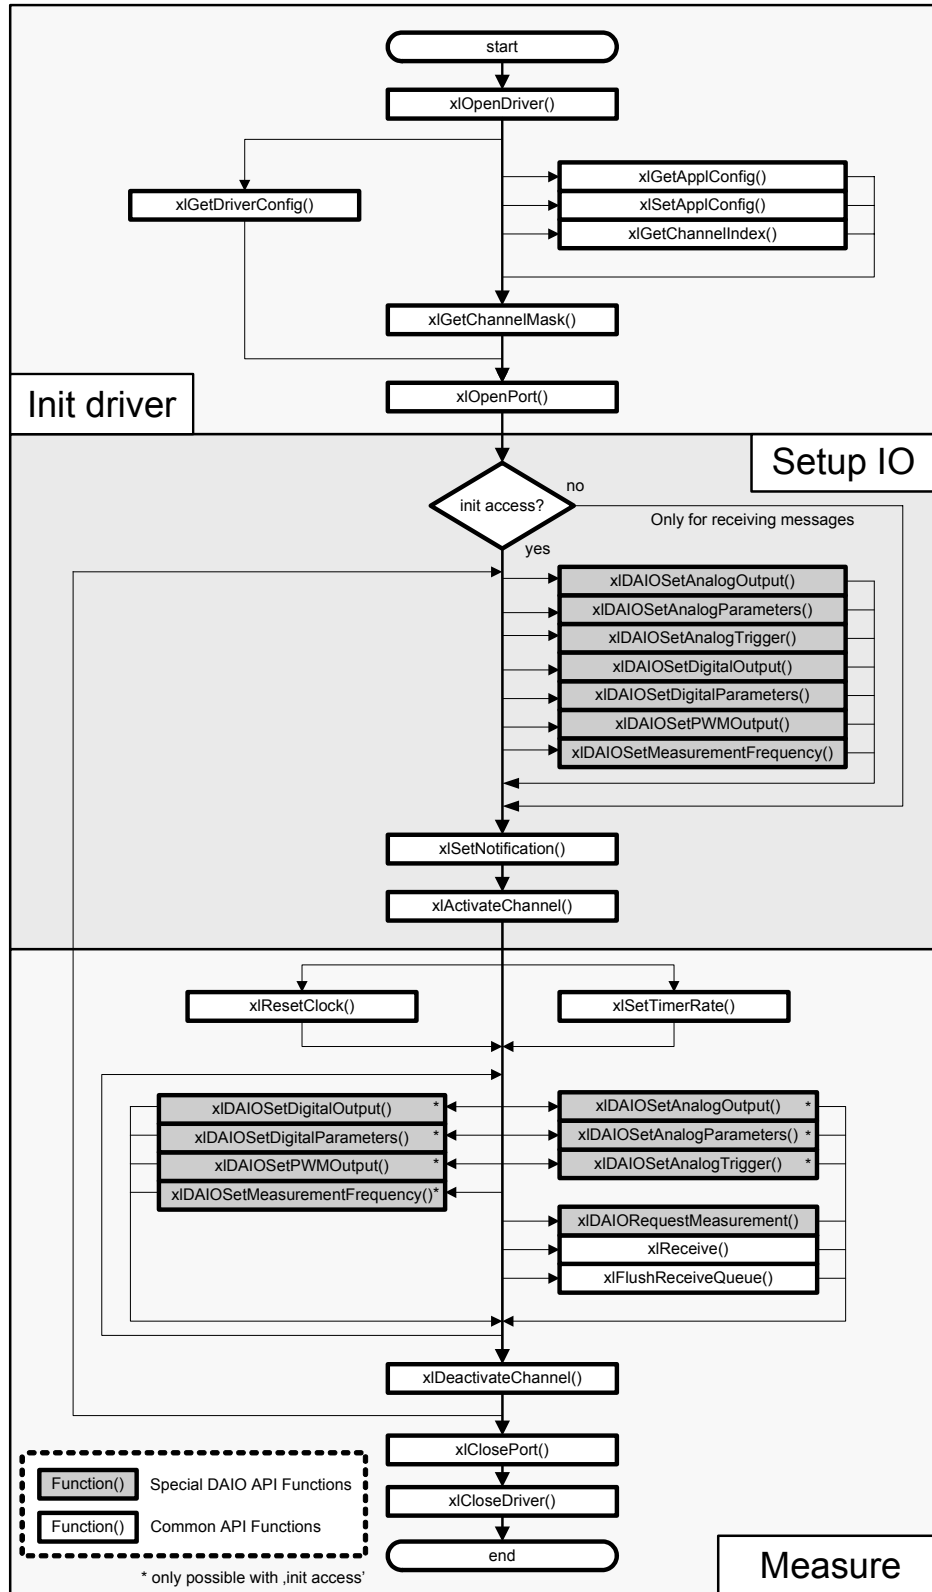 start
xlOpenDriver()
xlGetDriverConfig()
xlGetApplConfig()
xlSetApplConfig()
xlGetChannelIndex()
xlGetChannelMask()
xlOpenPort()
Init driver
Setup IO
init access?
no
Only for receiving messages
yes
xlDAIOSetAnalogOutput()
xlDAIOSetAnalogParameters()
xlDAIOSetAnalogTrigger()
xlDAIOSetDigitalOutput()
xlDAIOSetDigitalParameters()
xlDAIOSetPWMOutput()
xlDAIOSetMeasurementFrequency()
xlSetNotification()
xlActivateChannel()
xlResetClock()
xlSetTimerRate()
xlDAIOSetDigitalOutput() *
xlDAIOSetDigitalParameters() *
xlDAIOSetPWMOutput() *
xlDAIOSetMeasurementFrequency()*
xlDAIOSetAnalogOutput() *
xlDAIOSetAnalogParameters() *
xlDAIOSetAnalogTrigger() *
xlDAIORequestMeasurement()
xlReceive()
xlFlushReceiveQueue()
xlDeactivateChannel()
xlClosePort()
xlCloseDriver()
end
Function() Special DAIO API Functions
Function() Common API Functions
* only possible with ‚init access’
Measure